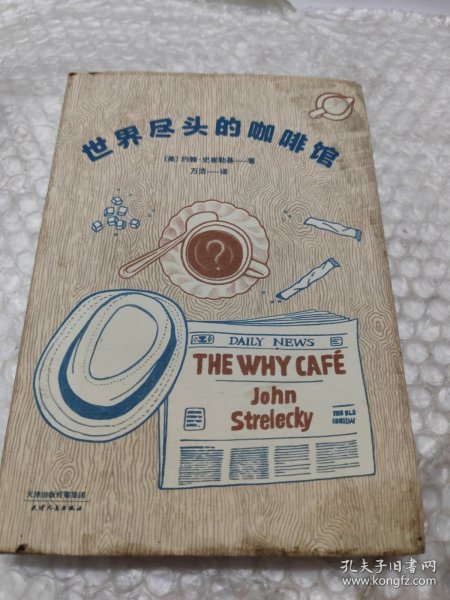 世界尽头的咖啡馆
[美] 约翰·史崔勒基——著
万洁——译
?
DAILY NEWS
THE WHY CAFÉ
John
Strelecky
天津出版传媒集团
天津人民出版社
孔夫子旧书网
www.kongfz.com